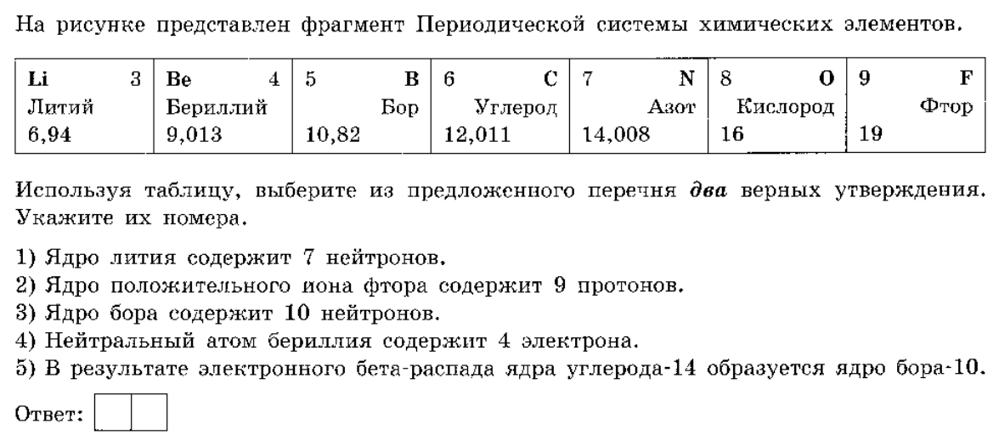 На рисунке представлен фрагмент Периодической системы химических элементов.
Li 3 Be 4 5 B 6 C 7 N 8 O 9 F
Литий Бериллий Бор Углерод Азот Кислород Фтор
6,94 9,013 10,82 12,011 14,008 16 19
Используя таблицу, выберите из предложенного перечня два верных утверждения.
Укажите их номера.
1) Ядро лития содержит 7 нейтронов.
2) Ядро положительного иона фтора содержит 9 протонов.
3) Ядро бора содержит 10 нейтронов.
4) Нейтральный атом бериллия содержит 4 электрона.
5) В результате электронного бета-распада ядра углерода-14 образуется ядро бора-10.
Ответ: